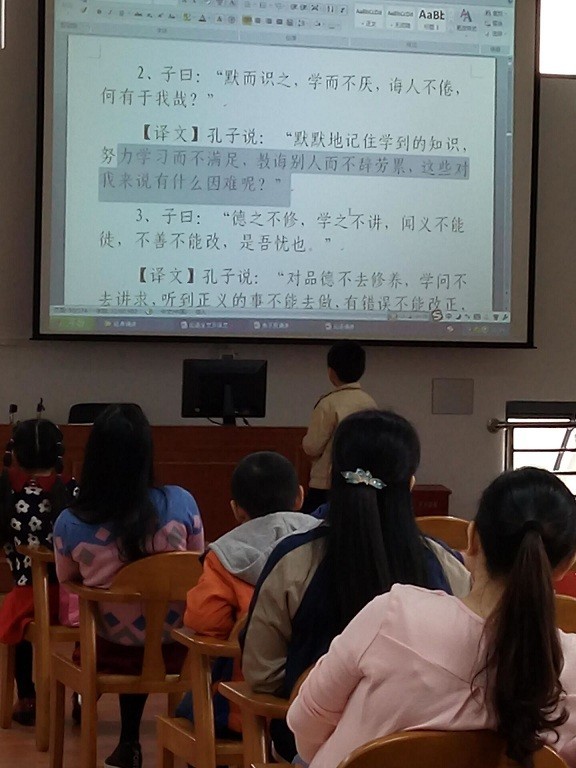 2、子曰：“默而识之，学而不厌，诲人不倦，
何有于我哉？”
【译文】孔子说：“默默地记住学到的知识，
努力学习而不满足，教诲别人而不辞劳累，这些对
我来说有什么困难呢？”
3、子曰：“德之不修，学之不讲，闻义不能
徙，不善不能改，是吾忧也。”
【译文】孔子说：“对品德不去修养，学问不
去讲求，听到正义的事不能去做，有错误不能改正，